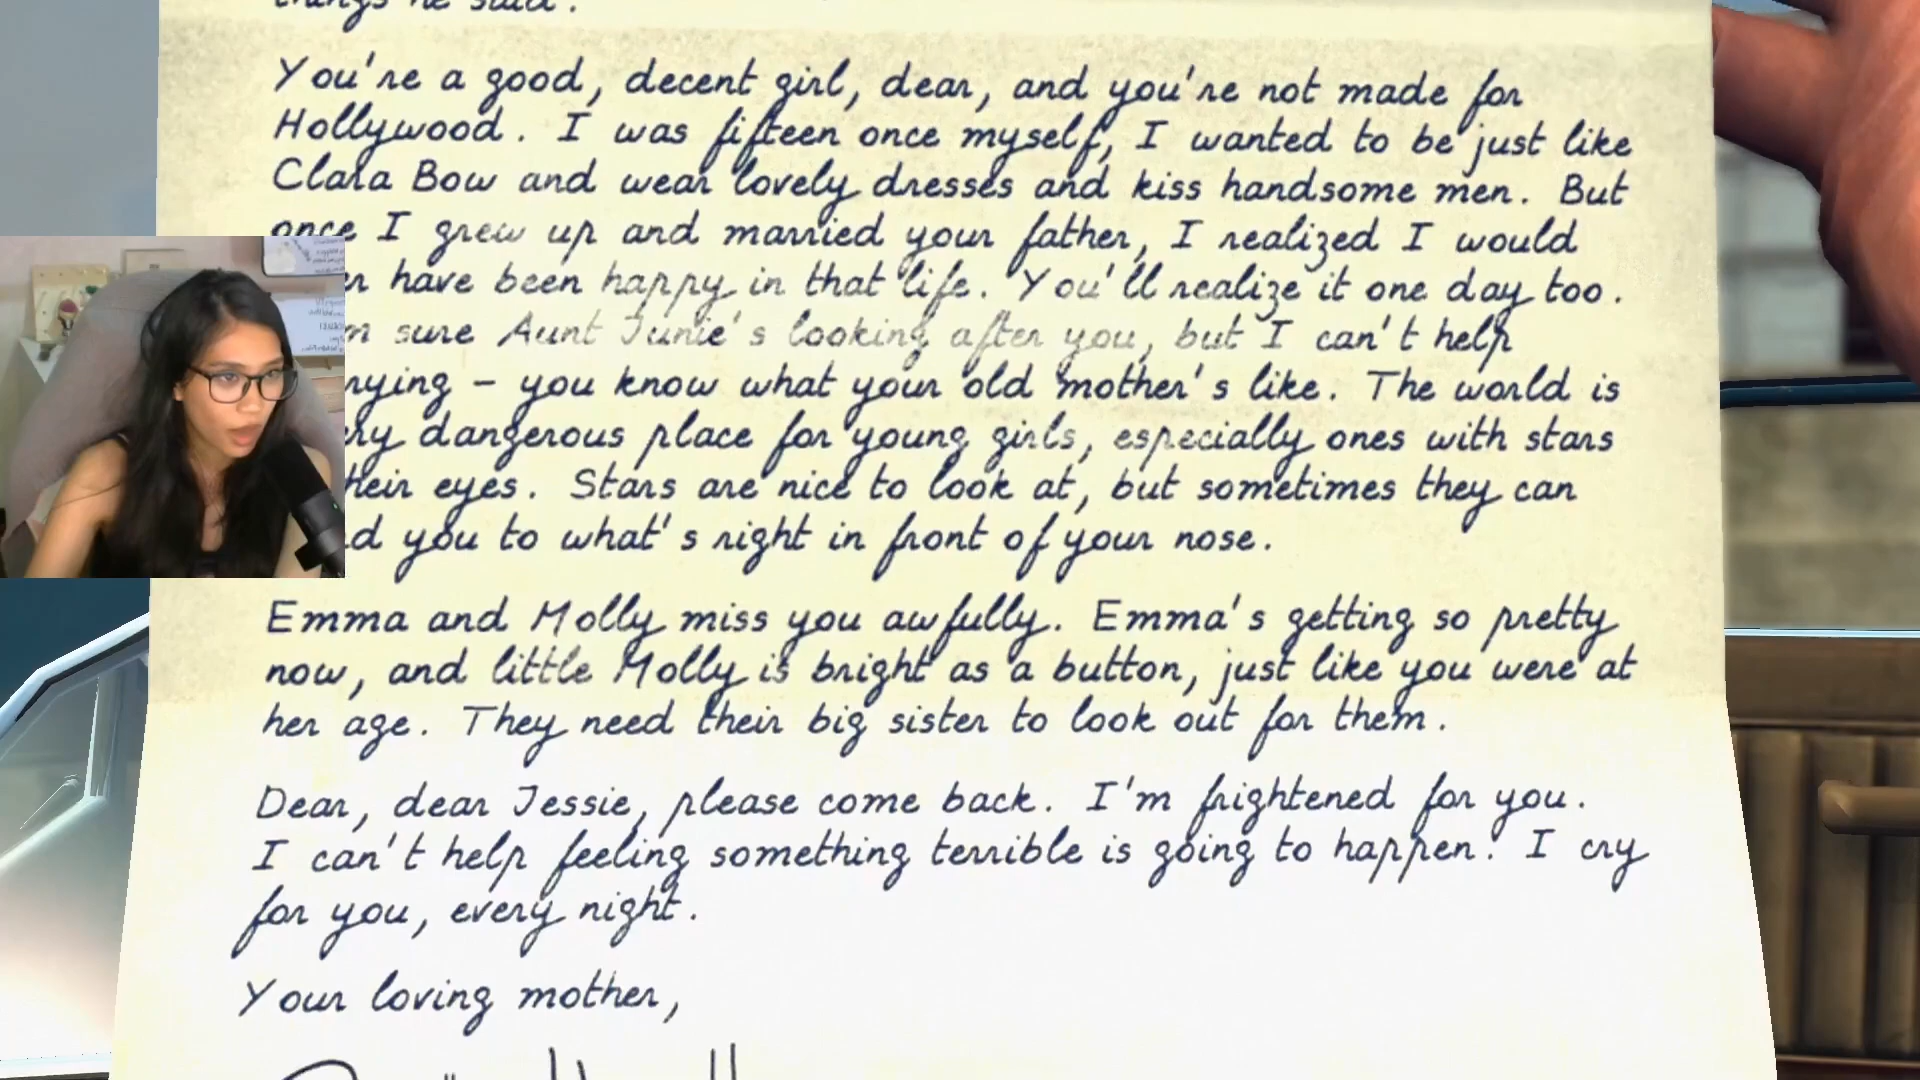 things he said.
You're a good, decent girl, dear, and you're not made for
Hollywood. I was fifteen once myself, I wanted to be just like
Clara Bow and wear lovely dresses and kiss handsome men. But
once I grew up and married your father, I realized I would
have been happy in that life. You'll realize it one day too.
sure Aunt Junie's looking after you, but I can't help
- you know what your old mother's like. The world is
dangerous place for young girls, especially ones with stars
their eyes. Stars are nice to look at, but sometimes they can
you to what's right in front of your nose.
Emma and Molly miss you awfully. Emma's getting so pretty
now, and little Molly is bright as a button, just like you were at
her age. They need their big sister to look out for them.
Dear, dear Jessie, please come back. I'm frightened for you.
I can't help feeling something terrible is going to happen. I cry
for you, every night.
Your loving mother,